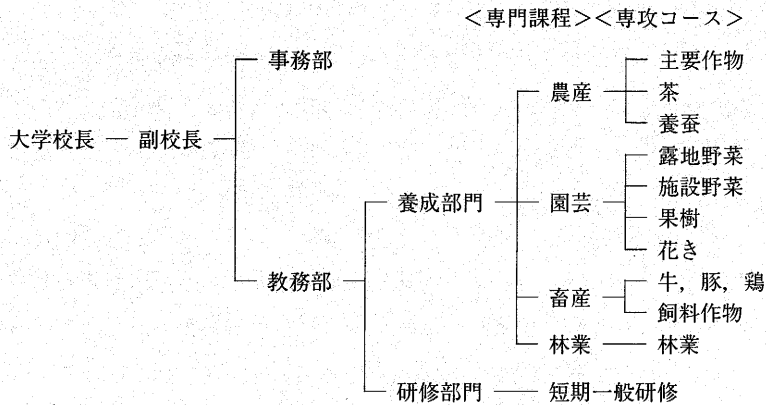 ＜専門課程＞＜専攻コース＞
事務部
主要作物
農産
茶
養蚕
大学校長
副校長
露地野菜
施設野菜
養成部門
園芸
果樹
花き
教務部
牛，豚，鶏
畜産
飼料作物
林業
林業
研修部門
短期一般研修